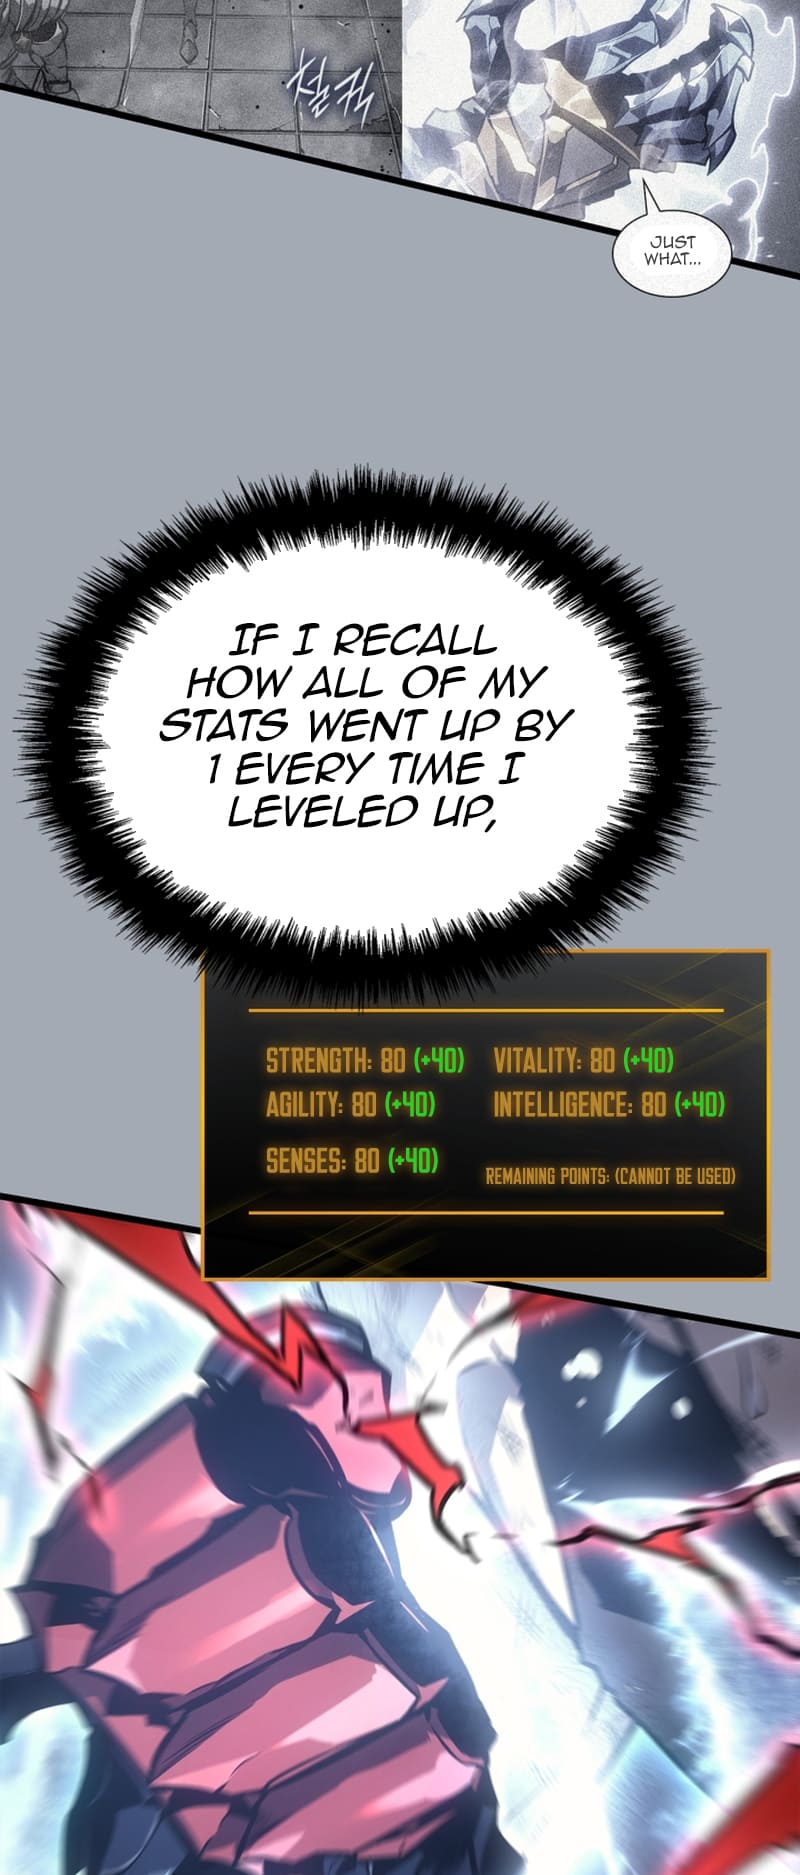 철컥
JUST
WHAT...
IF I RECALL
HOW ALL OF MY
STATS WENT UP BY
1 EVERY TIME I
LEVELED UP,
STRENGTH: 80 (+40) VITALITY: 80 (+40)
AGILITY: 80 (+40) INTELLIGENCE: 80 (+40)
SENSES: 80 (+40) REMAINING POINTS: (CANNOT BE USED)